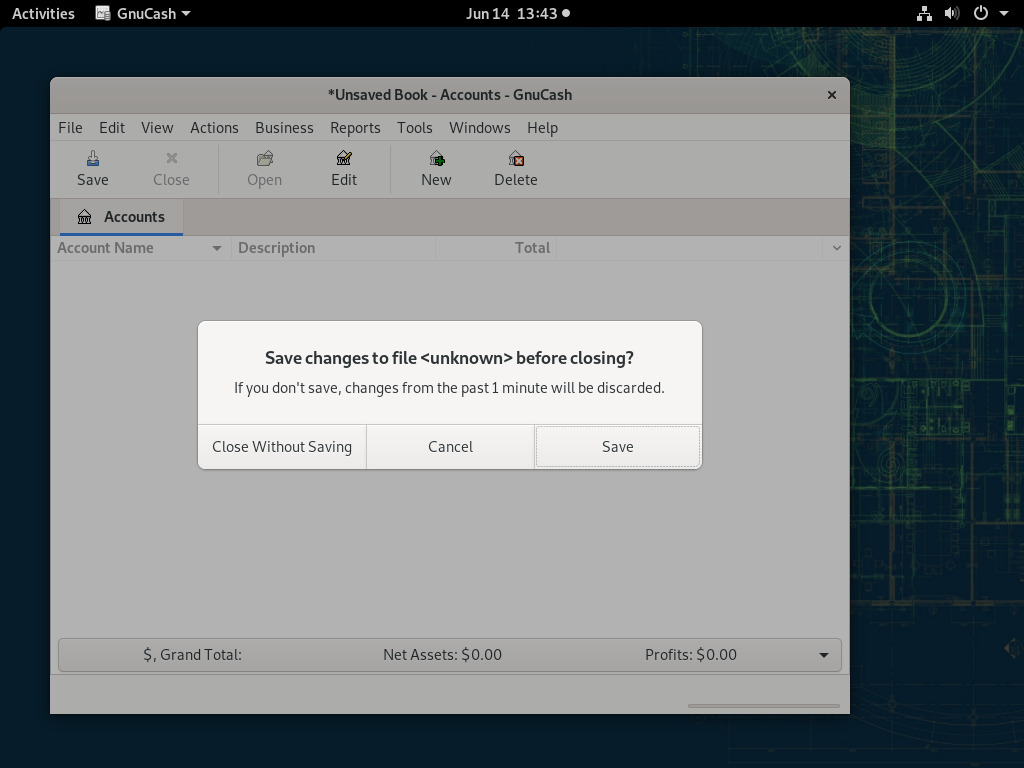 Activities GnuCash Jun 14 13:43
*Unsaved Book - Accounts - GnuCash
File Edit View Actions Business Reports Tools Windows Help
Save Close Open Edit New Delete
Accounts
Account Name Description Total
Save changes to file <unknown> before closing?
If you don't save, changes from the past 1 minute will be discarded.
Close Without Saving Cancel Save
$, Grand Total: Net Assets: $0.00 Profits: $0.00